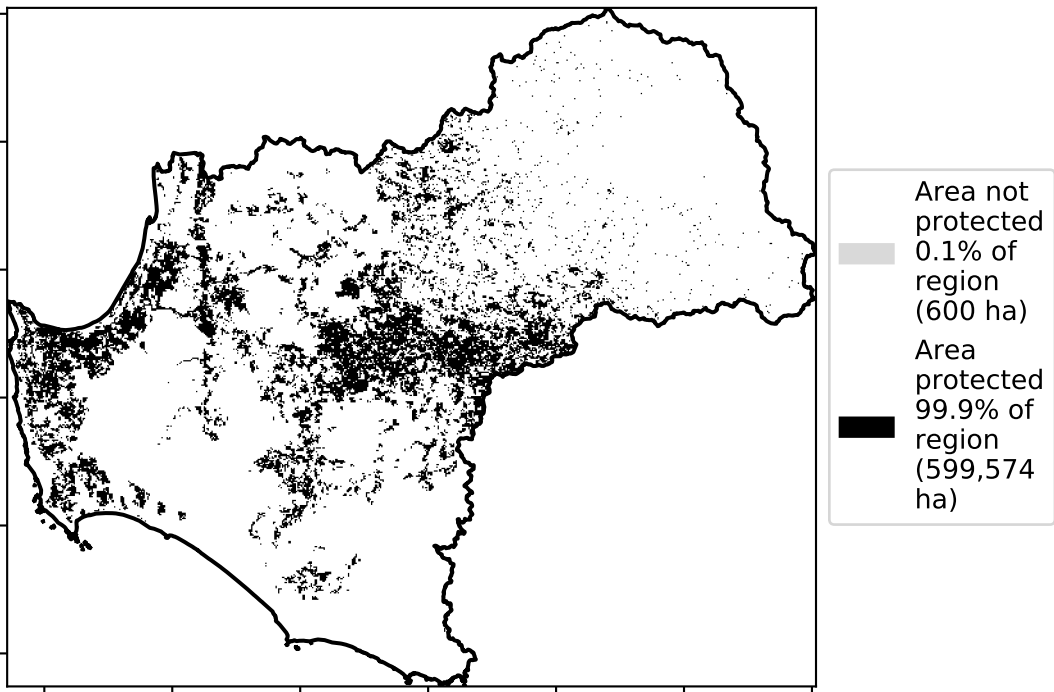 Area not
protected
0.1% of
region
(600 ha)
Area
protected
99.9% of
region
(599,574
ha)